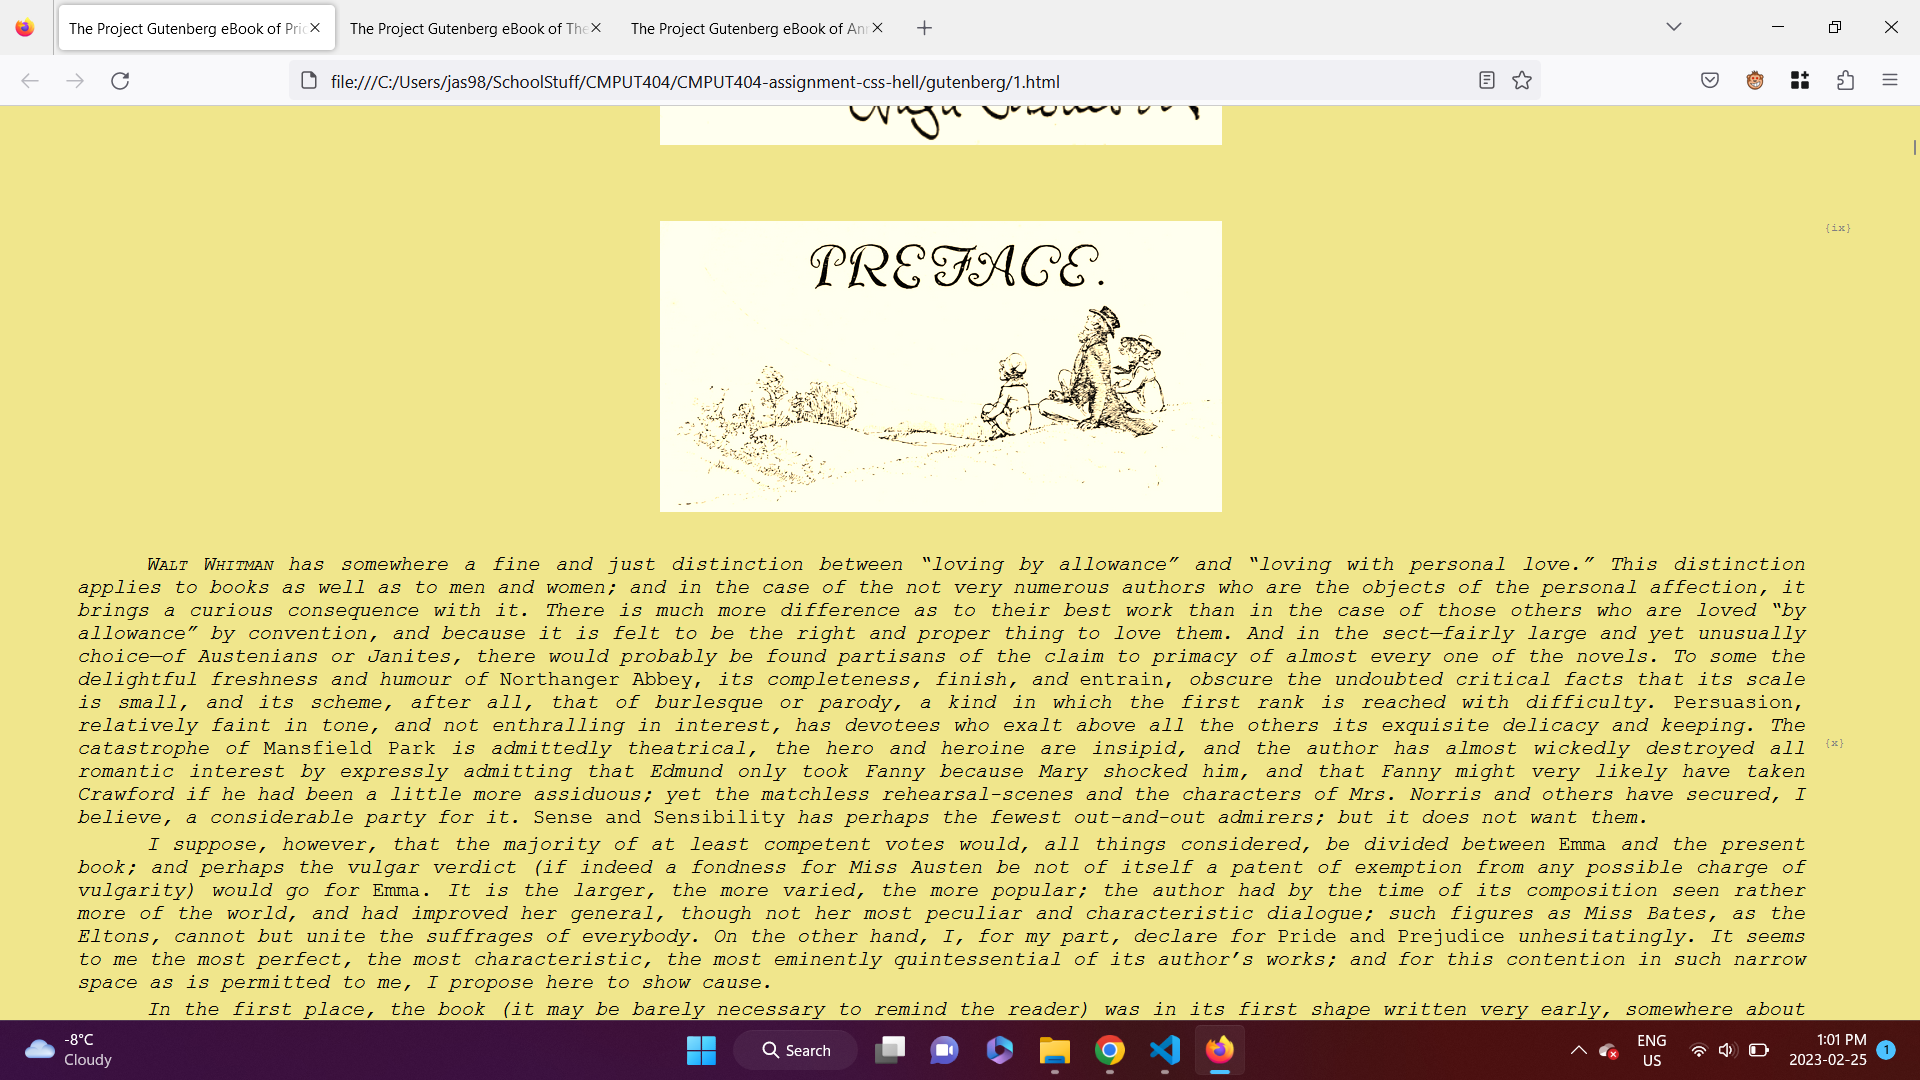 The Project Gutenberg eBook of Pric
The Project Gutenberg eBook of The
The Project Gutenberg eBook of Ann
file:///C:/Users/jas98/SchoolStuff/CMPUT404/CMPUT404-assignment-css-hell/gutenberg/1.html
{ix}
PREFACE.
WALT WHITMAN has somewhere a fine and just distinction between “loving by allowance” and “loving with personal love.” This distinction
applies to books as well as to men and women; and in the case of the not very numerous authors who are the objects of the personal affection, it
brings a curious consequence with it. There is much more difference as to their best work than in the case of those others who are loved “by
allowance” by convention, and because it is felt to be the right and proper thing to love them. And in the sect—fairly large and yet unusually
choice—of Austenians or Janites, there would probably be found partisans of the claim to primacy of almost every one of the novels. To some the
delightful freshness and humour of Northanger Abbey, its completeness, finish, and entrain, obscure the undoubted critical facts that its scale
is small, and its scheme, after all, that of burlesque or parody, a kind in which the first rank is reached with difficulty. Persuasion,
relatively faint in tone, and not enthralling in interest, has devotees who exalt above all the others its exquisite delicacy and keeping. The
catastrophe of Mansfield Park is admittedly theatrical, the hero and heroine are insipid, and the author has almost wickedly destroyed all
{x}
romantic interest by expressly admitting that Edmund only took Fanny because Mary shocked him, and that Fanny might very likely have taken
Crawford if he had been a little more assiduous; yet the matchless rehearsal-scenes and the characters of Mrs. Norris and others have secured, I
believe, a considerable party for it. Sense and Sensibility has perhaps the fewest out-and-out admirers; but it does not want them.
I suppose, however, that the majority of at least competent votes would, all things considered, be divided between Emma and the present
book; and perhaps the vulgar verdict (if indeed a fondness for Miss Austen be not of itself a patent of exemption from any possible charge of
vulgarity) would go for Emma. It is the larger, the more varied, the more popular; the author had by the time of its composition seen rather
more of the world, and had improved her general, though not her most peculiar and characteristic dialogue; such figures as Miss Bates, as the
Eltons, cannot but unite the suffrages of everybody. On the other hand, I, for my part, declare for Pride and Prejudice unhesitatingly. It seems
to me the most perfect, the most characteristic, the most eminently quintessential of its author’s works; and for this contention in such narrow
space as is permitted to me, I propose here to show cause.
In the first place, the book (it may be barely necessary to remind the reader) was in its first shape written very early, somewhere about
-8°C
Cloudy
Search
ENG
US
1:01 PM
2023-02-25
1